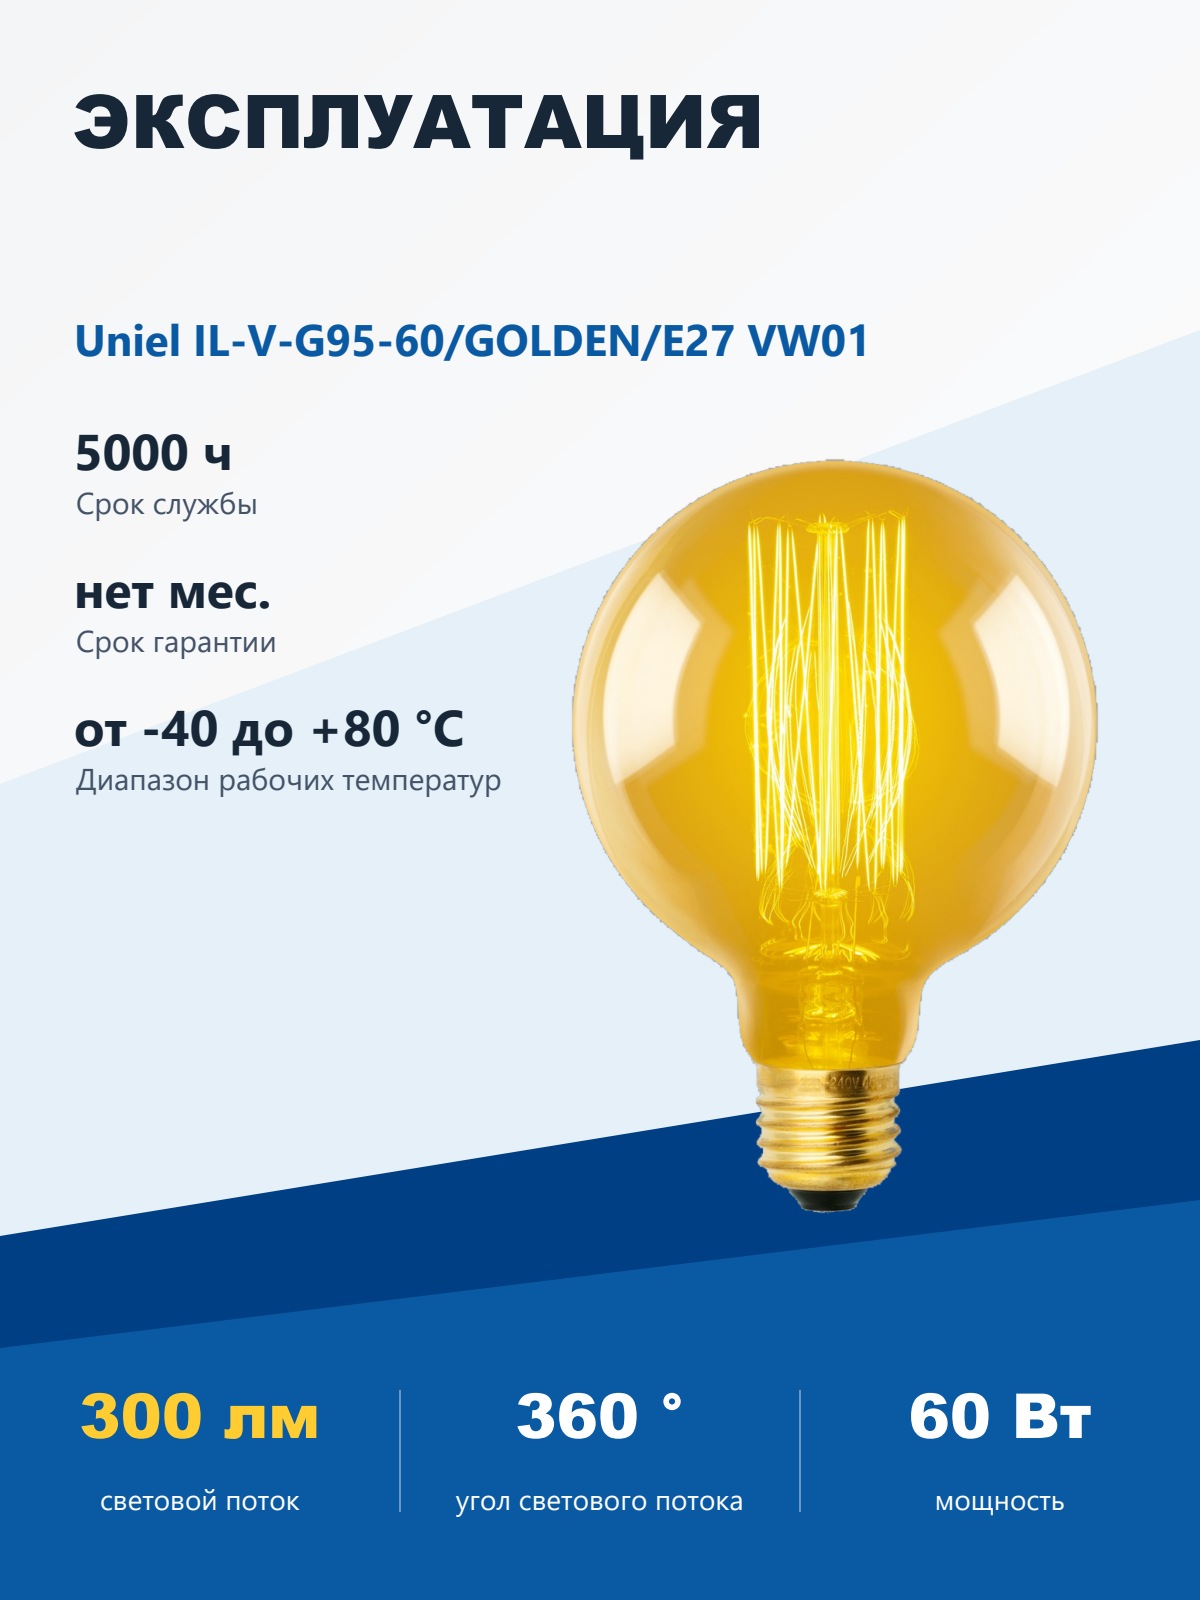 ЭКСПЛУАТАЦИЯ
Uniel IL-V-G95-60/GOLDEN/E27 VW01
5000 ч
Срок службы
нет мес.
Срок гарантии
от -40 до +80 °C
Диапазон рабочих температур
300 лм
световой поток
360 °
угол светового потока
60 Вт
мощность